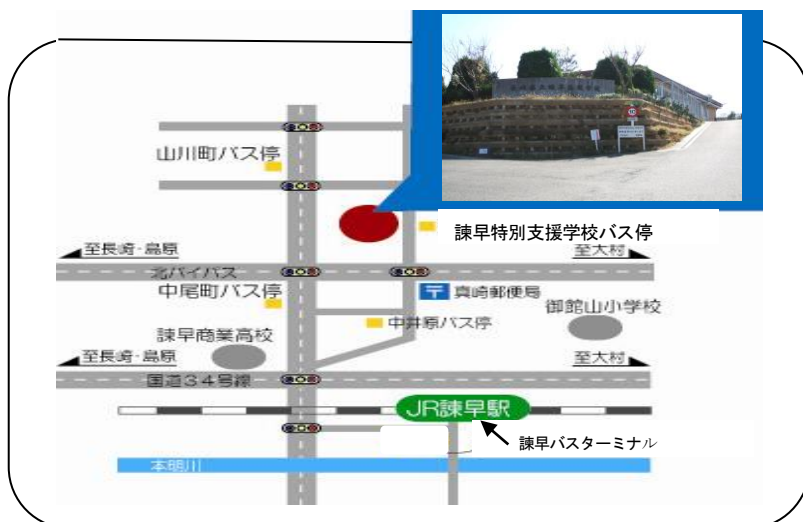 山川町バス停
諫早特別支援学校バス停
至長崎・島原
至大村
北バイパス
中尾町バス停
〒 真崎郵便局
御館山小学校
中井原バス停
諫早商業高校
至長崎・島原
至大村
国道34号線
JR諫早駅
諫早バスターミナル
本明川